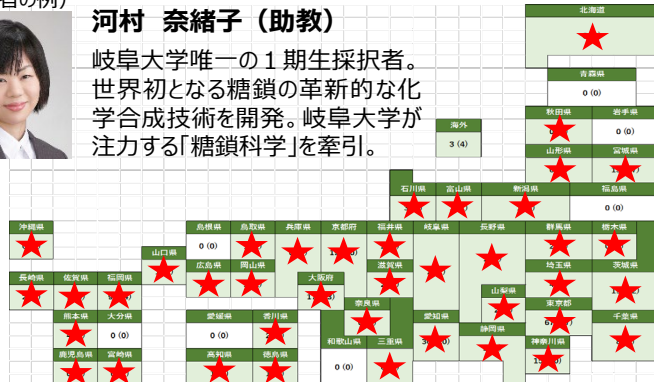 者の例）
河村 奈緒子（助教）
岐阜大学唯一の１期生採択者。
世界初となる糖鎖の革新的な化
学合成技術を開発。岐阜大学が
注力する「糖鎖科学」を牽引。
北海道
青森県
0 (0)
海外
3 (4)
秋田県 岩手県
0 (0)
山形県 宮城県
石川県 富山県 新潟県 福島県
0 (0)
沖縄県
島根県 鳥取県 兵庫県 京都府 福井県 岐阜県 長野県 群馬県 栃木県
0 (0)
山口県
広島県 岡山県 滋賀県 埼玉県 茨城県
長崎県 佐賀県 福岡県 大阪府
山梨県
奈良県 東京都
熊本県 大分県 愛媛県 香川県 愛知県 千葉県
0 (0) 0 (0)
静岡県
和歌山県 三重県 神奈川県
0 (0)
鹿児島県 宮崎県 高知県 徳島県